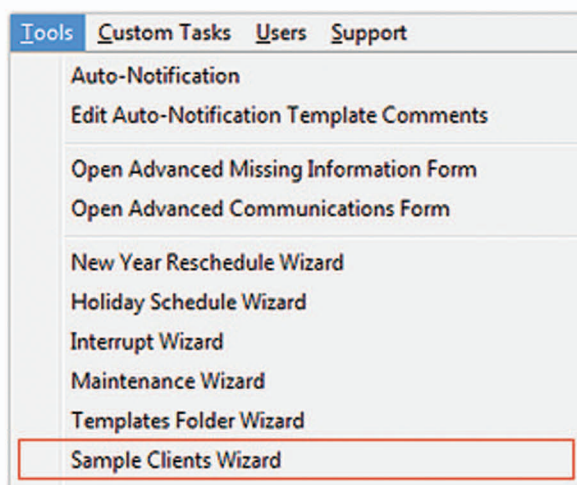 Tools Custom Tasks Users Support
Auto-Notification
Edit Auto-Notification Template Comments
Open Advanced Missing Information Form
Open Advanced Communications Form
New Year Reschedule Wizard
Holiday Schedule Wizard
Interrupt Wizard
Maintenance Wizard
Templates Folder Wizard
Sample Clients Wizard